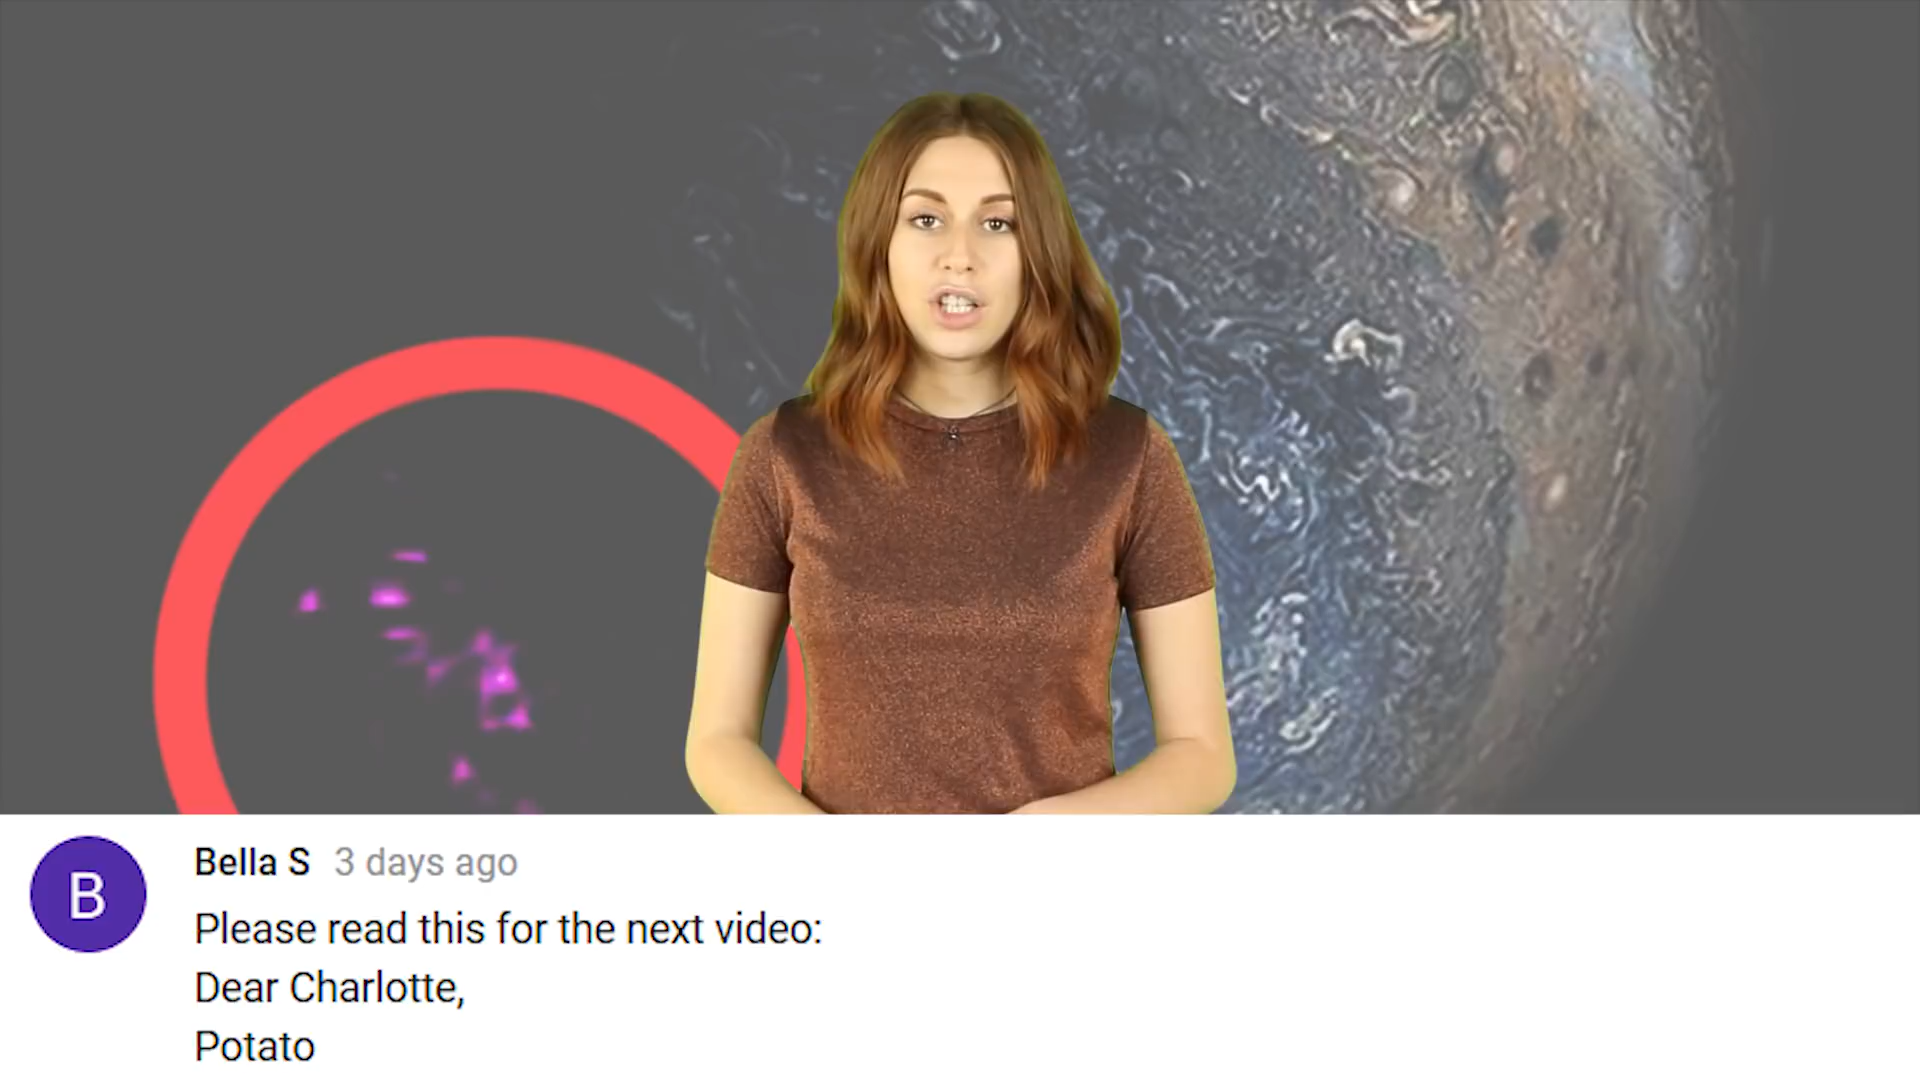 B
Bella S 3 days ago
Please read this for the next video:
Dear Charlotte,
Potato